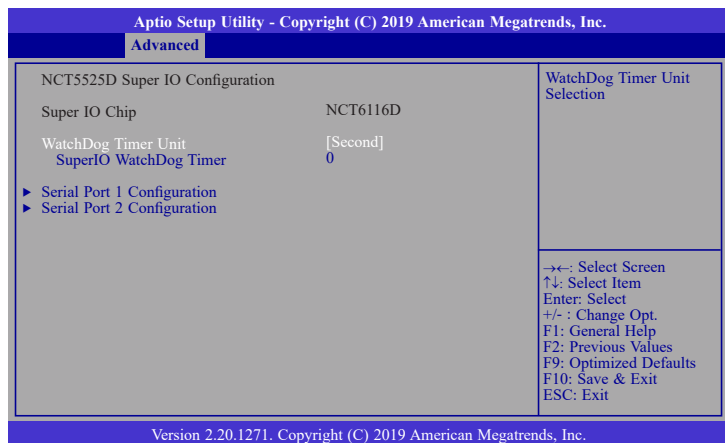 Aptio Setup Utility - Copyright (C) 2019 American Megatrends, Inc.
Advanced
NCT5525D Super IO Configuration
Super IO Chip NCT6116D
WatchDog Timer Unit [Second]
SuperIO WatchDog Timer 0
► Serial Port 1 Configuration
► Serial Port 2 Configuration
WatchDog Timer Unit
Selection
→←: Select Screen
↑↓: Select Item
Enter: Select
+/- : Change Opt.
F1: General Help
F2: Previous Values
F9: Optimized Defaults
F10: Save & Exit
ESC: Exit
Version 2.20.1271. Copyright (C) 2019 American Megatrends, Inc.